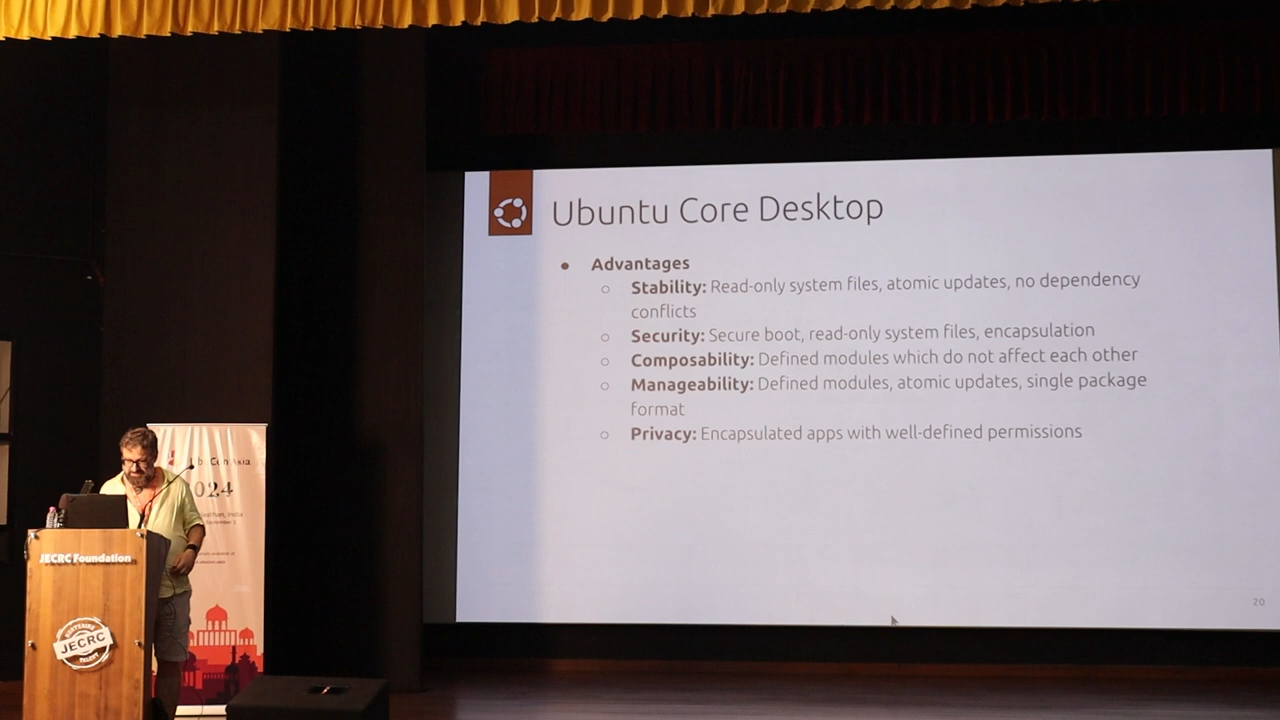 Ubuntu Core Desktop
● Advantages
○ Stability: Read-only system files, atomic updates, no dependency
conflicts
○ Security: Secure boot, read-only system files, encapsulation
○ Composability: Defined modules which do not affect each other
○ Manageability: Defined modules, atomic updates, single package
format
○ Privacy: Encapsulated apps with well-defined permissions
20
Asia
024
JECRC Foundation
JECRC